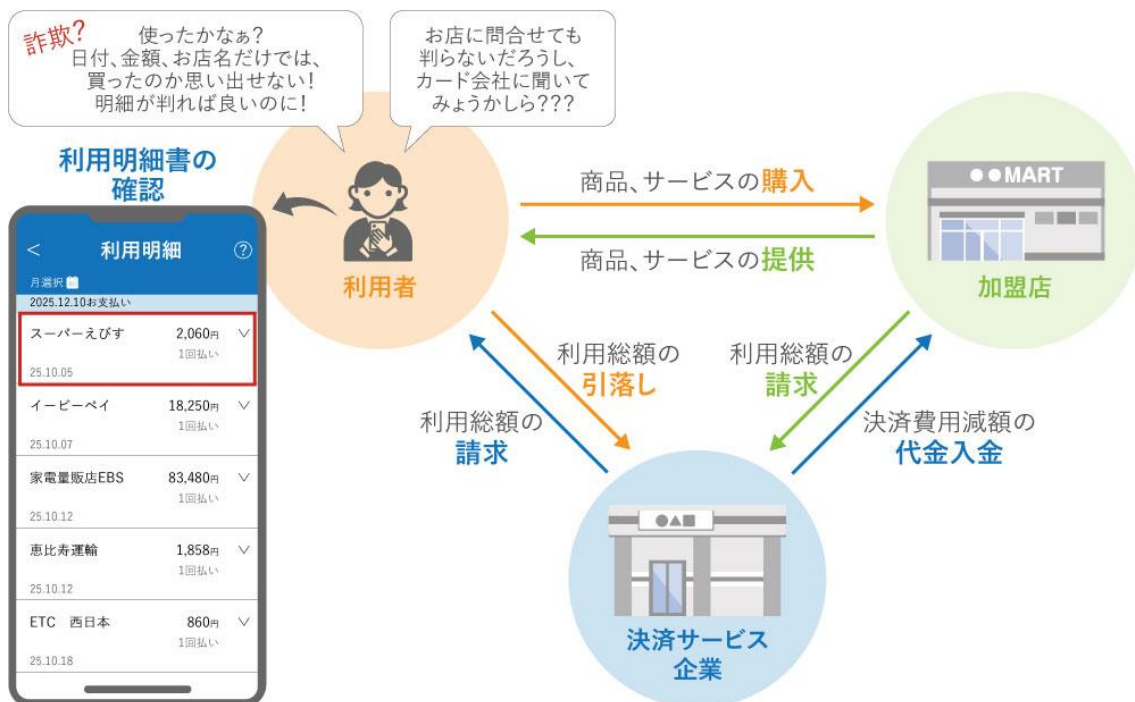 詐欺?
使ったかなぁ?
日付、金額、お店名だけでは、
買ったのか思い出せない!
明細が判れば良いのに!
お店に問合せても
判らないだろうし、
カード会社に聞いて
みょうかしら???
利用明細書の
確認
<
利用明細
?
月選択
2025.12.10お支払い
スーパーえびす 2,060円
1回払い
25.10.05
イービーペイ 18,250円
1回払い
25.10.07
家電量販店EBS 83,480円
1回払い
25.10.12
恵比寿運輸 1,858円
1回払い
25.10.12
ETC 西日本 860円
1回払い
25.10.18
利用者
商品、サービスの購入
商品、サービスの提供
●●MART
加盟店
利用総額の
引落し
利用総額の
請求
利用総額の
請求
決済費用減額の
代金入金
●▲■
決済サービス
企業